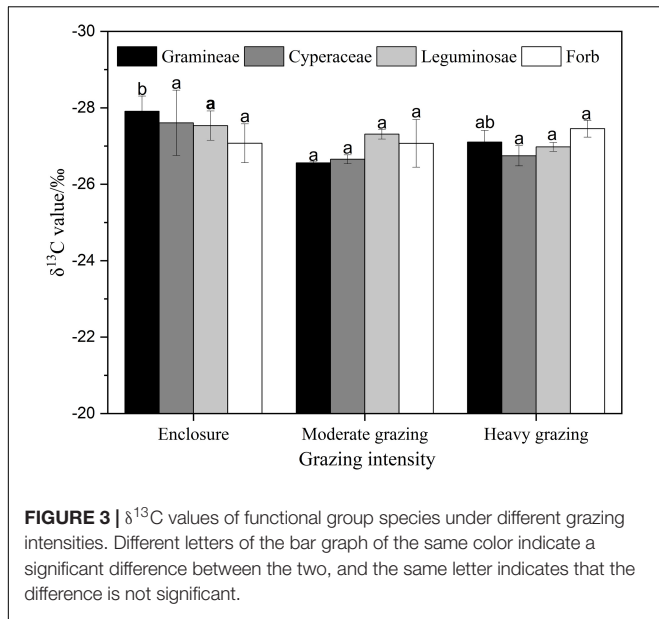 -30
Gramineae Cyperaceae Leguminosae Forb
-28
b a a a
a a a a
ab a a a
-26
-24
-22
-20
δ¹³C value/‰
Enclosure Moderate grazing Heavy grazing
Grazing intensity
FIGURE 3 | δ¹³C values of functional group species under different grazing
intensities. Different letters of the bar graph of the same color indicate a
significant difference between the two, and the same letter indicates that the
difference is not significant.